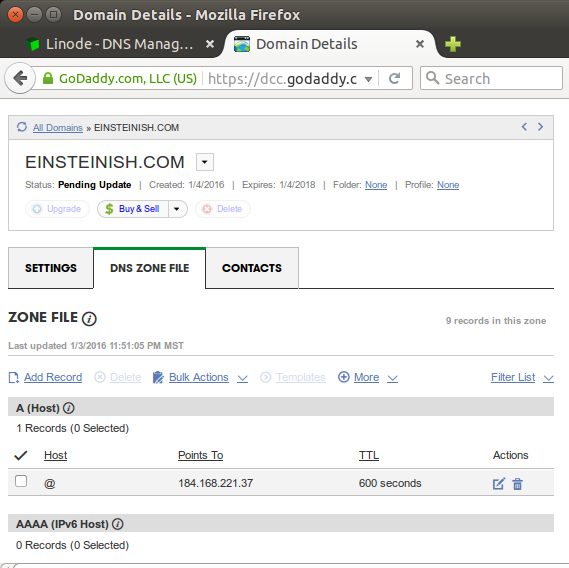 Domain Details - Mozilla Firefox
Linode - DNS Manag... × Domain Details ×
GoDaddy.com, LLC (US) https://dcc.godaddy.c Search
All Domains » EINSTEINISH.COM
EINSTEINISH.COM
Status: Pending Update | Created: 1/4/2016 | Expires: 1/4/2018 | Folder: None | Profile: None
Upgrade $ Buy & Sell Delete
SETTINGS DNS ZONE FILE CONTACTS
ZONE FILE
9 records in this zone
Last updated 1/3/2016 11:51:05 PM MST
Add Record Delete Bulk Actions Templates More Filter List
A (Host)
1 Records (0 Selected)
Host Points To TTL Actions
@ 184.168.221.37 600 seconds
AAAA (IPv6 Host)
0 Records (0 Selected)